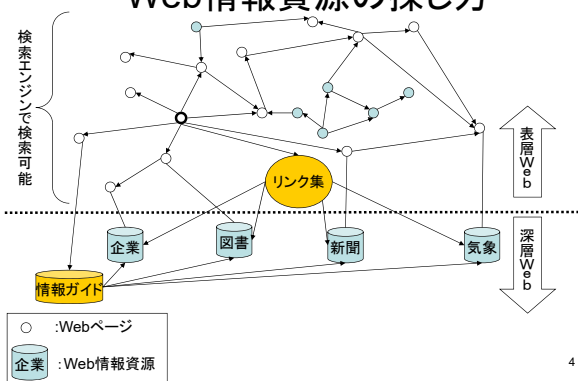 Web情報資源の探し方
検索エンジンで検索可能
表層Web
リンク集
深層Web
企業
図書
新聞
気象
情報ガイド
:Webページ
企業 :Web情報資源
4